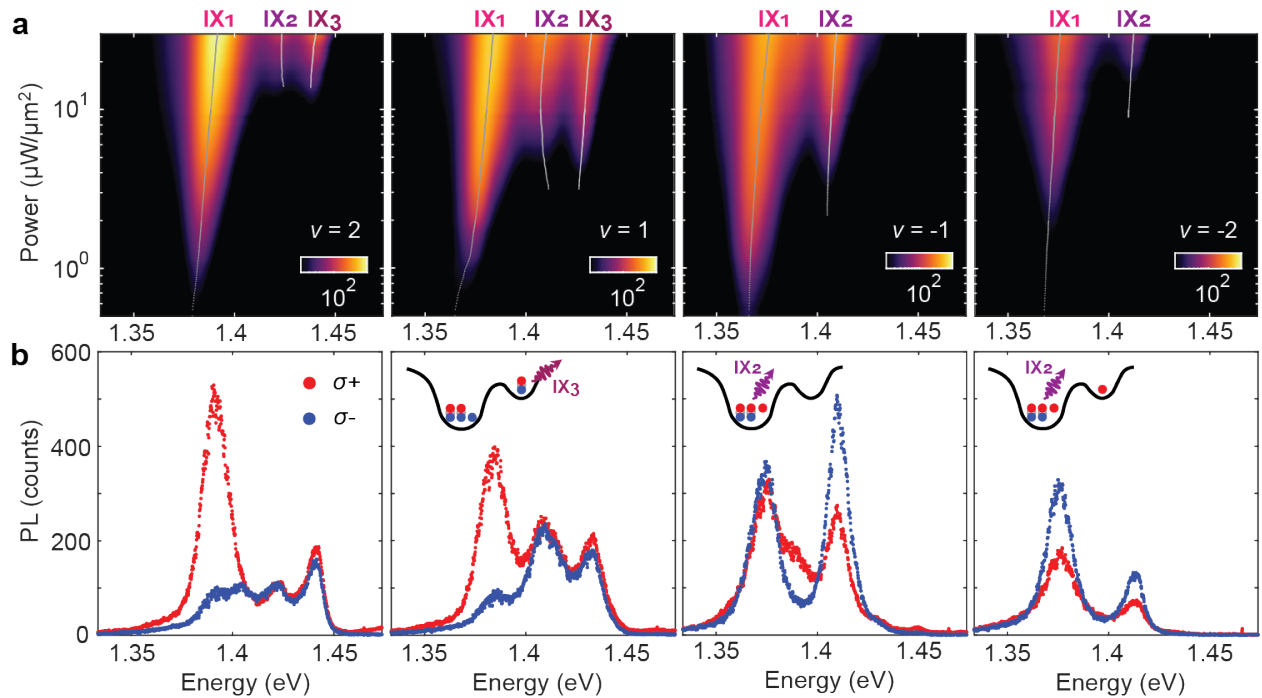 a
IX1 IX2 IX3
IX1 IX2 IX3
IX1 IX2
IX1 IX2
Power (μW/μm²)
10¹
10⁰
ν = 2
10²
ν = 1
10²
ν = -1
10²
ν = -2
10²
1.35 1.4 1.45
1.35 1.4 1.45
1.35 1.4 1.45
1.35 1.4 1.45
b
PL (counts)
600
400
200
0
σ+
σ-
IX3
IX2
IX2
1.35 1.4 1.45
1.35 1.4 1.45
1.35 1.4 1.45
1.35 1.4 1.45
Energy (eV)
Energy (eV)
Energy (eV)
Energy (eV)